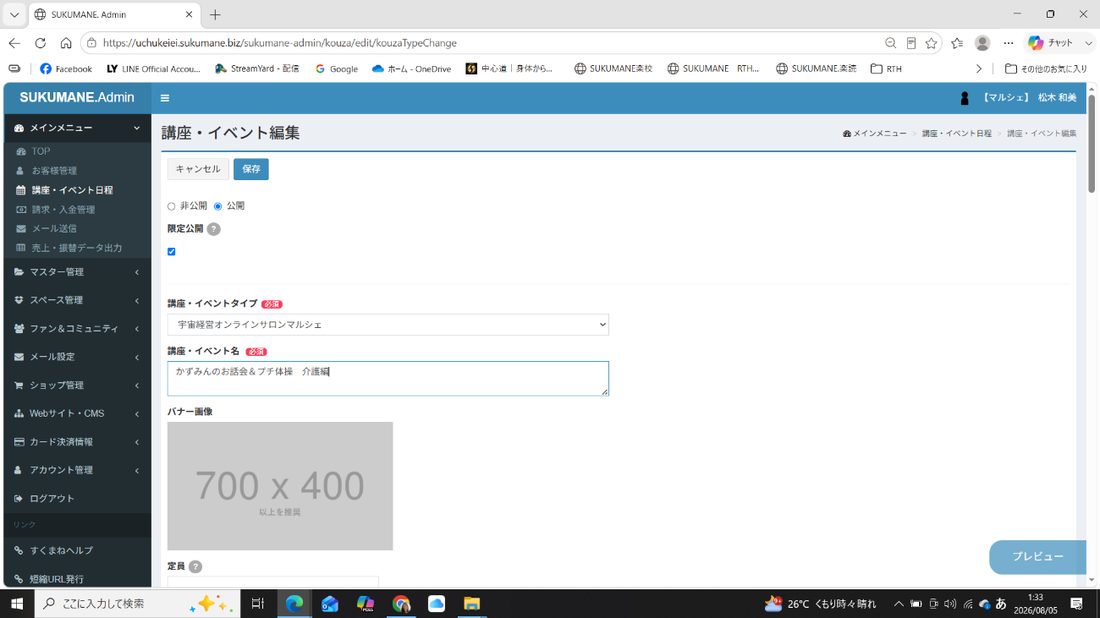 SUKUMANE. Admin
https://uchukeiei.sukumane.biz/sukumane-admin/kouza/edit/kouzaTypeChange
チャット
Facebook
LINE Official Accou...
StreamYard - 配信
Google
ホーム - OneDrive
中心道｜身体から...
SUKUMANE楽校
SUKUMANE RTH...
SUKUMANE.楽読
RTH
その他のお気に入り
SUKUMANE.Admin
【マルシェ】 松木 和美
メインメニュー
TOP
お客様管理
講座・イベント日程
請求・入金管理
メール送信
売上・振替データ出力
マスター管理
スペース管理
ファン＆コミュニティ
メール設定
ショップ管理
Webサイト・CMS
カード決済情報
アカウント管理
ログアウト
リンク
すくまねヘルプ
短縮URL発行
講座・イベント編集
メインメニュー > 講座・イベント日程 > 講座・イベント編集
キャンセル 保存
非公開 公開
限定公開 ?
講座・イベントタイプ 必須
宇宙経営オンラインサロンマルシェ
講座・イベント名 必須
かずみんのお話会＆プチ体操　介護編
バナー画像
700 x 400
以上を推奨
定員 ?
プレビュー
ここに入力して検索
26°C くもり時々晴れ
あ
1:33
2026/08/05